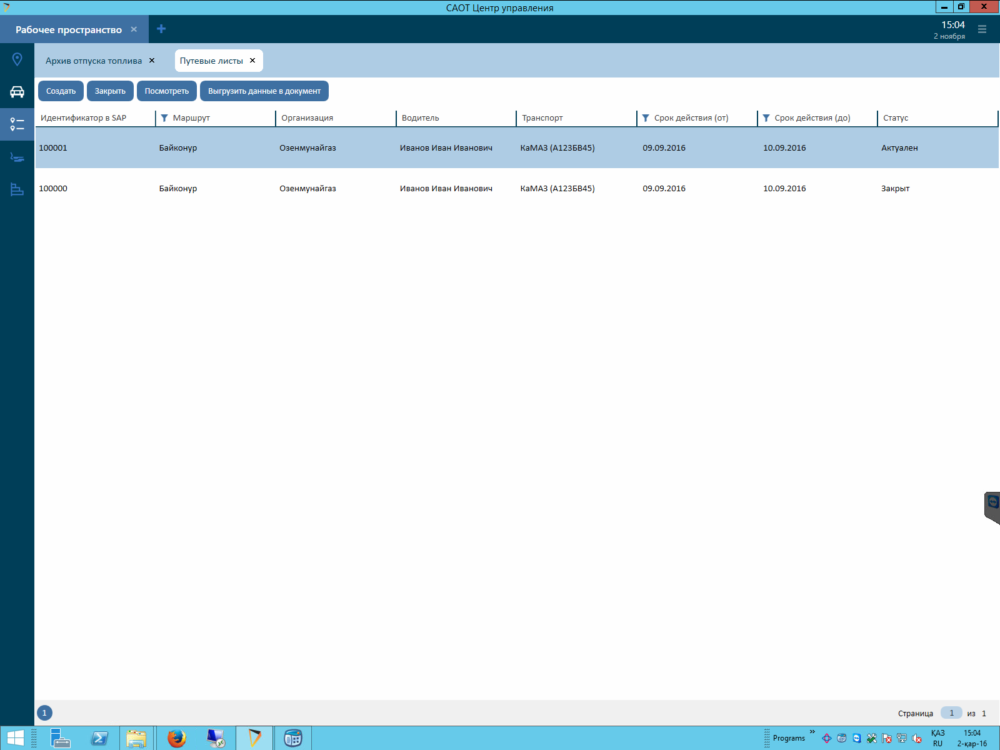 САОТ Центр управления
Рабочее пространство
15:04
2 ноября
Архив отпуска топлива
Путевые листы
Создать Закрыть Посмотреть Выгрузить данные в документ
Идентификатор в SAP Маршрут Организация Водитель Транспорт Срок действия (от) Срок действия (до) Статус
100001 Байконур Озенмунайгаз Иванов Иван Иванович КаМАЗ (А123БВ45) 09.09.2016 10.09.2016 Актуален
100000 Байконур Озенмунайгаз Иванов Иван Иванович КаМАЗ (А123БВ45) 09.09.2016 10.09.2016 Закрыт
1 Страница 1 из 1
Programs
ҚАЗ
RU
15:04
2-қар-16